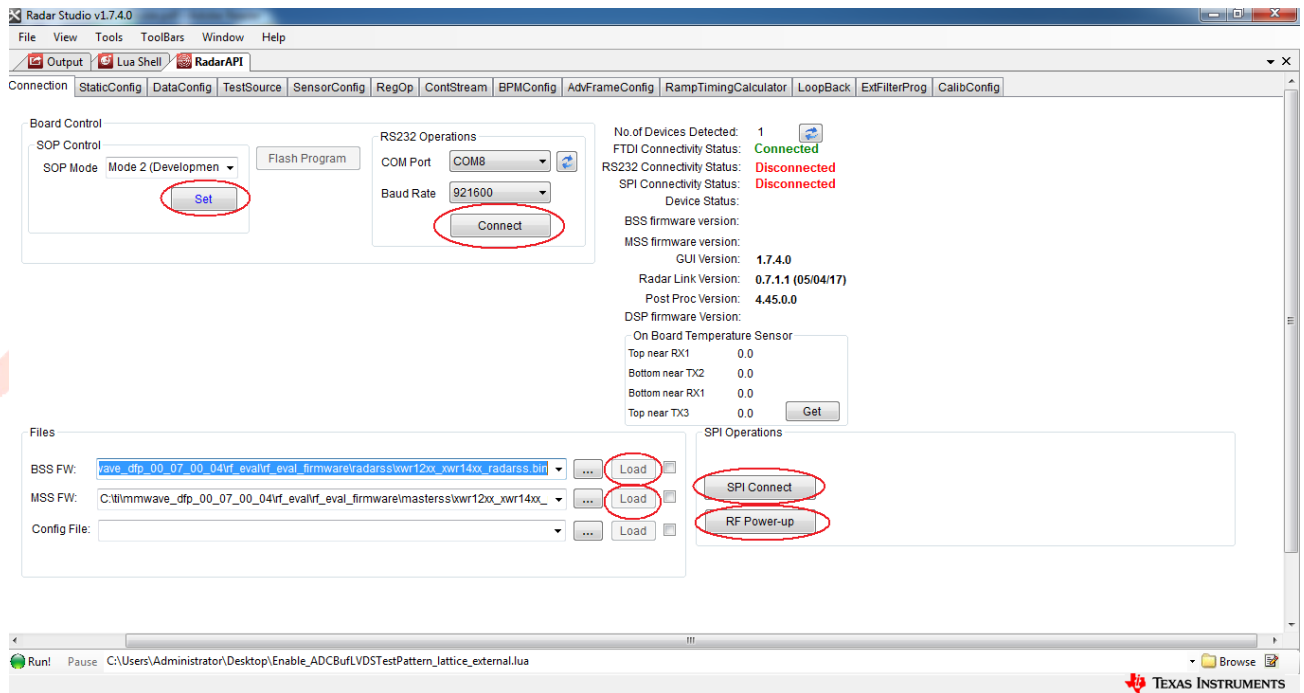 Radar Studio v1.7.4.0
File View Tools ToolBars Window Help
Output Lua Shell RadarAPI
Connection StaticConfig DataConfig TestSource SensorConfig RegOp ContStream BPMConfig AdvFrameConfig RampTimingCalculator LoopBack ExtFilterProg CalibConfig
Board Control
SOP Control
SOP Mode Mode 2 (Developmen
Set
Flash Program
RS232 Operations
COM Port COM8
Baud Rate 921600
Connect
No.of Devices Detected: 1
FTDI Connectivity Status: Connected
RS232 Connectivity Status: Disconnected
SPI Connectivity Status: Disconnected
Device Status:
BSS firmware version:
MSS firmware version:
GUI Version: 1.7.4.0
Radar Link Version: 0.7.1.1 (05/04/17)
Post Proc Version: 4.45.0.0
DSP firmware Version:
On Board Temperature Sensor
Top near RX1 0.0
Bottom near TX2 0.0
Bottom near RX1 0.0
Top near TX3 0.0 Get
Files
BSS FW: vave_dfp_00_07_00_04\rf_eval\rf_eval_firmware\radarss\xwr12xx_xwr14xx_radarss.bin ... Load
MSS FW: C:\ti\mmwave_dfp_00_07_00_04\rf_eval\rf_eval_firmware\masterss\xwr12xx_xwr14xx_ ... Load
Config File: ... Load
SPI Operations
SPI Connect
RF Power-up
Run! Pause C:\Users\Administrator\Desktop\Enable_ADCBufLVDSTestPattern_lattice_external.lua Browse
TEXAS INSTRUMENTS